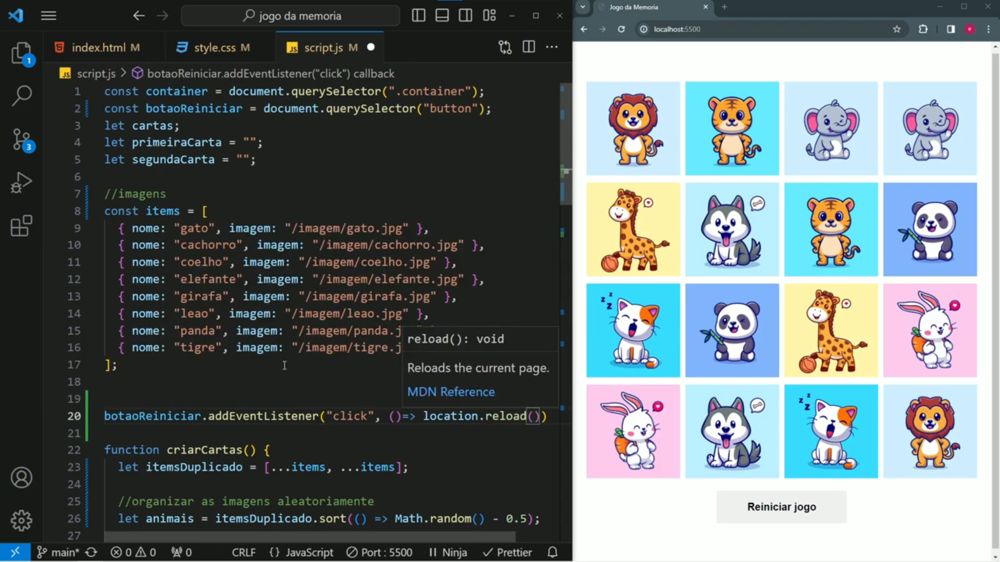 jogo da memoria
index.html M
style.css M
JS script.js M
JS script.js > botaoReiniciar.addEventListener("click") callback
1 const container = document.querySelector(".container");
2 const botaoReiniciar = document.querySelector("button");
3 let cartas;
4 let primeiraCarta = "";
5 let segundaCarta = "";
6
7 //imagens
8 const items = [
9 { nome: "gato", imagem: "/imagem/gato.jpg" },
10 { nome: "cachorro", imagem: "/imagem/cachorro.jpg" },
11 { nome: "coelho", imagem: "/imagem/coelho.jpg" },
12 { nome: "elefante", imagem: "/imagem/elefante.jpg" },
13 { nome: "girafa", imagem: "/imagem/girafa.jpg" },
14 { nome: "leao", imagem: "/imagem/leao.jpg" },
15 { nome: "panda", imagem: "/imagem/panda.j
16 { nome: "tigre", imagem: "/imagem/tigre.j
17 ];
18
19
20 botaoReiniciar.addEventListener("click", ()=> location.reload())
21
22 function criarCartas() {
23 let itemsDuplicado = [...items, ...items];
24
25 //organizar as imagens aleatoriamente
26 let animais = itemsDuplicado.sort(() => Math.random() - 0.5);
27
reload(): void
Reloads the current page.
MDN Reference
1
3
main* 0 0 0 CRLF {} JavaScript Port : 5500 Ninja Prettier
Jogo da Memoria
localhost:5500
e
z z z
z z z
Reiniciar jogo